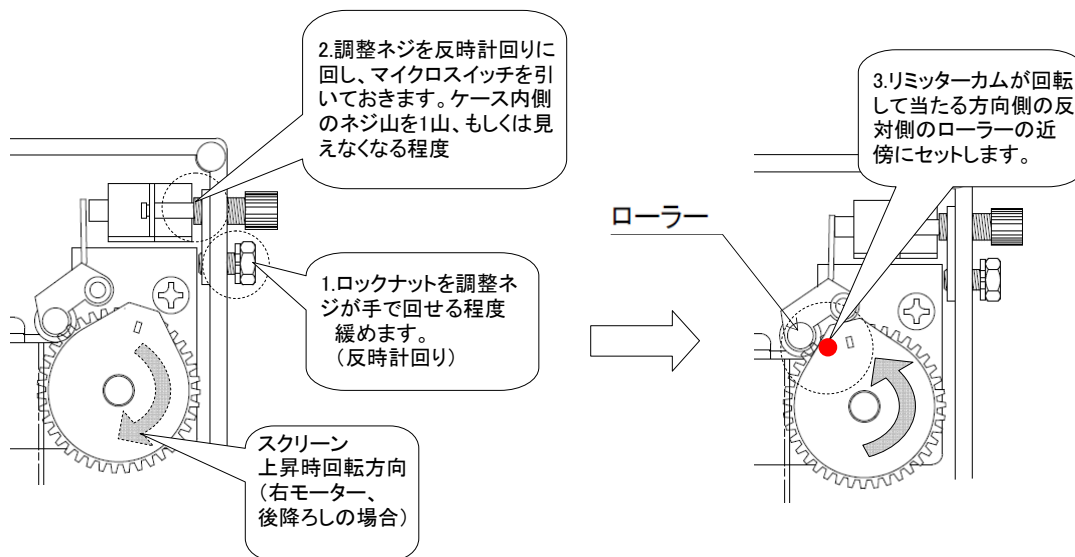 2.調整ネジを反時計回りに
回し、マイクロスイッチを引
いておきます。ケース内側
のネジ山を1山、もしくは見
えなくなる程度
3.リミッターカムが回転
して当たる方向側の反
対側のローラーの近
傍にセットします。
ローラー
1.ロックナットを調整ネ
ジが手で回せる程度
緩めます。
(反時計回り)
スクリーン
上昇時回転方向
(右モーター、
後降ろしの場合)